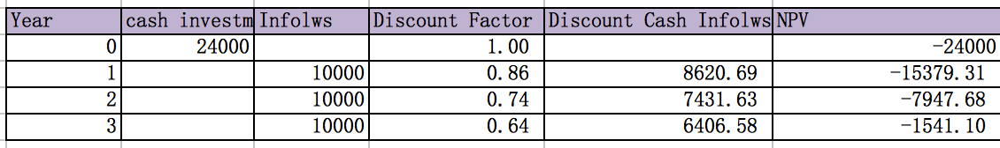 Year cash investm Infolws Discount Factor Discount Cash Infolws NPV
0 24000 1.00 -24000
1 10000 0.86 8620.69 -15379.31
2 10000 0.74 7431.63 -7947.68
3 10000 0.64 6406.58 -1541.10